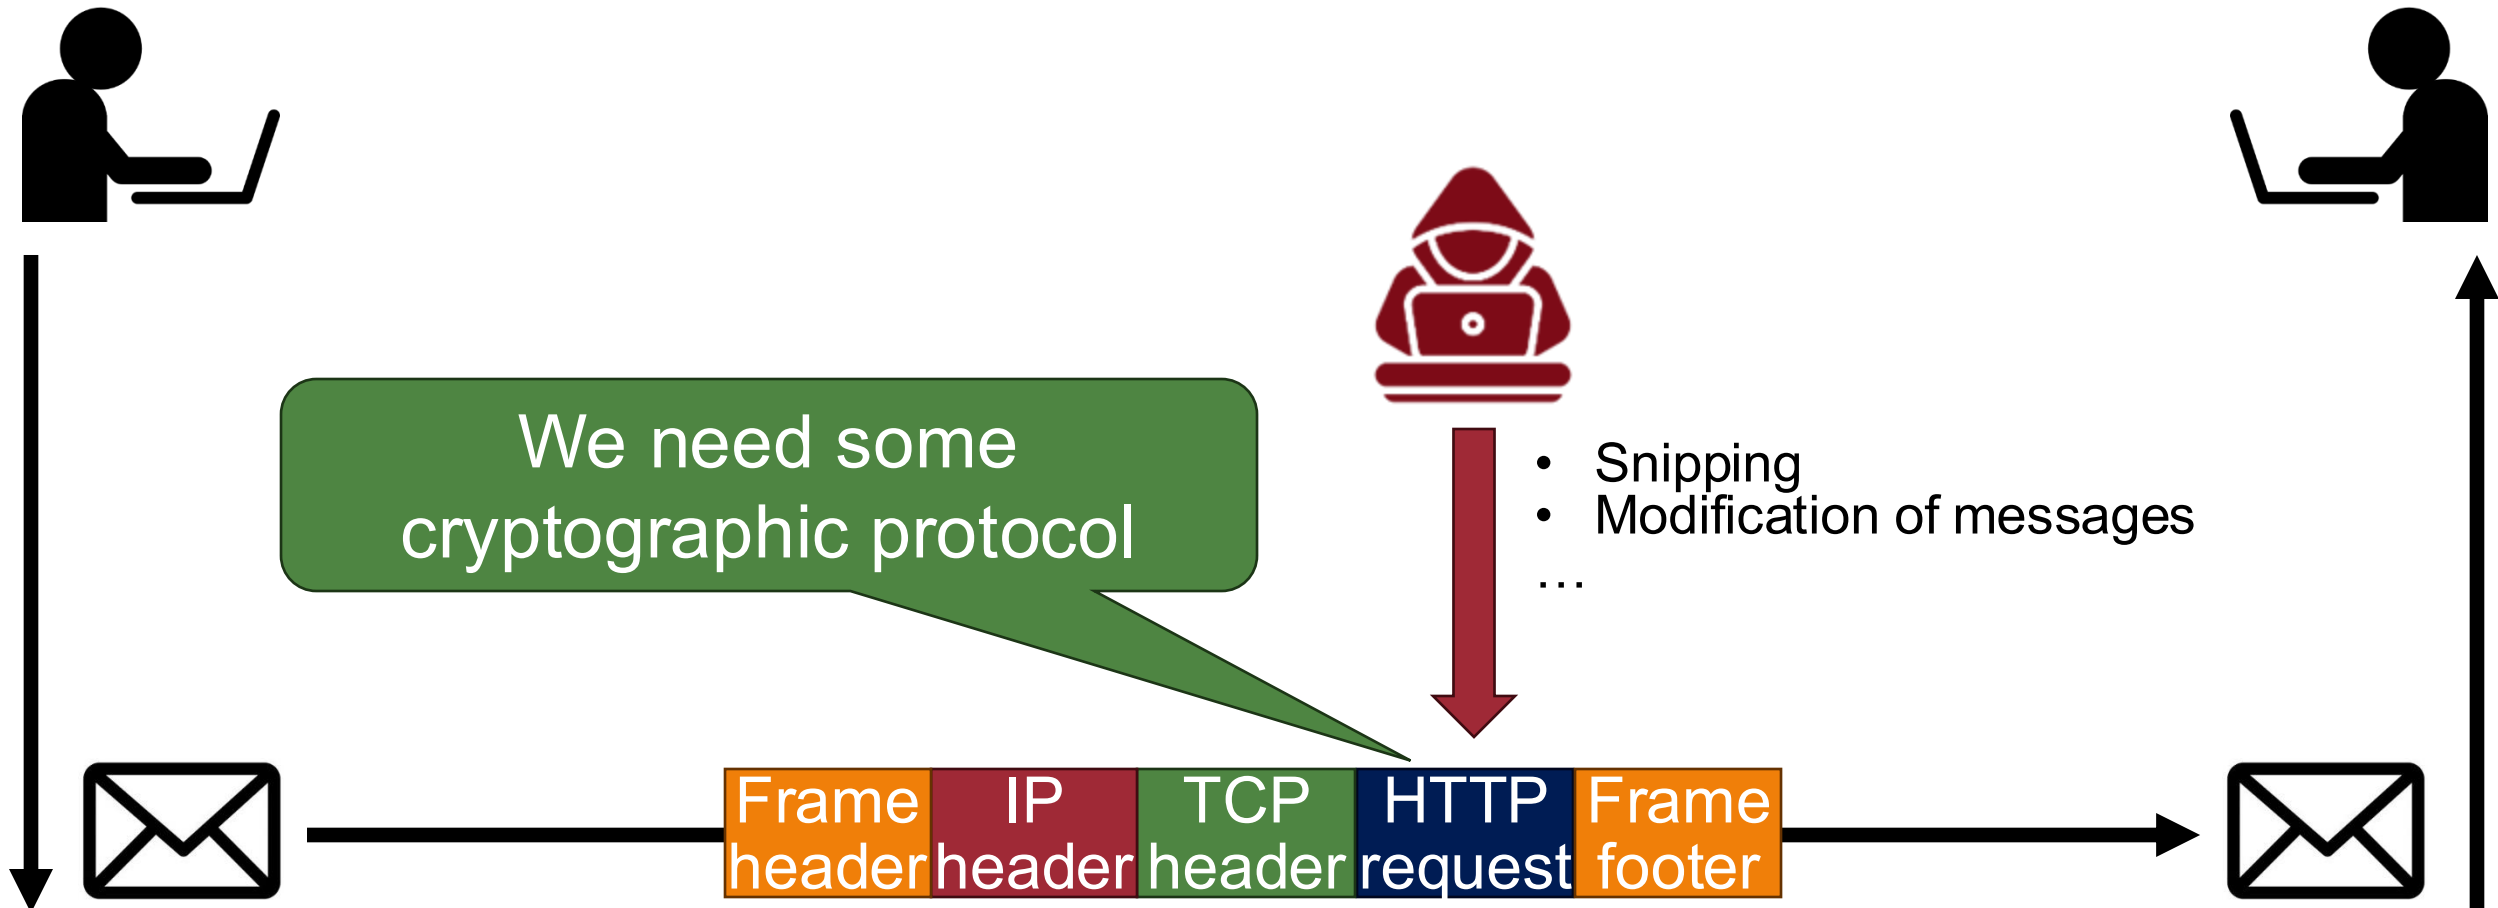 We need some
cryptographic protocol
• Snipping
• Modification of messages
…
Frame header
IP header
TCP header
HTTP request
Frame footer